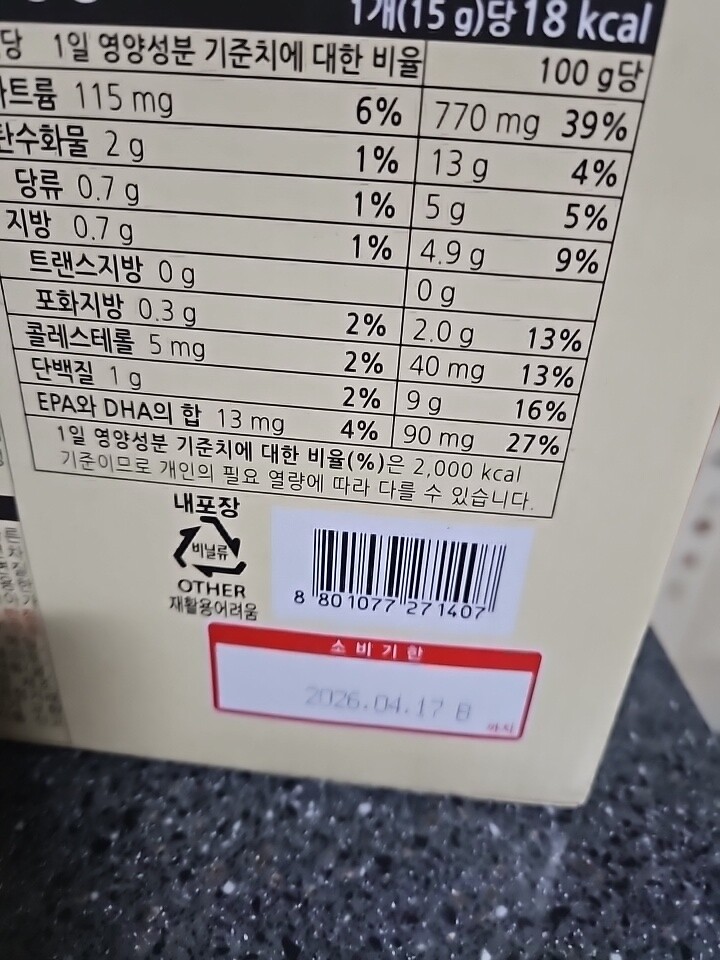 1개(15 g)당 18 kcal
당 1일 영양성분 기준치에 대한 비율 100 g당
나트륨 115 mg 6% 770 mg 39%
탄수화물 2 g 1% 13 g 4%
당류 0.7 g 1% 5 g 5%
지방 0.7 g 1% 4.9 g 9%
트랜스지방 0 g 0 g
포화지방 0.3 g 2% 2.0 g 13%
콜레스테롤 5 mg 2% 40 mg 13%
단백질 1 g 2% 9 g 16%
EPA와 DHA의 합 13 mg 4% 90 mg 27%
1일 영양성분 기준치에 대한 비율(%)은 2,000 kcal
기준이므로 개인의 필요 열량에 따라 다를 수 있습니다.
내포장
비닐류
OTHER
재활용어려움
8 801077 271407
소비기한
2026.04.17 B
까지